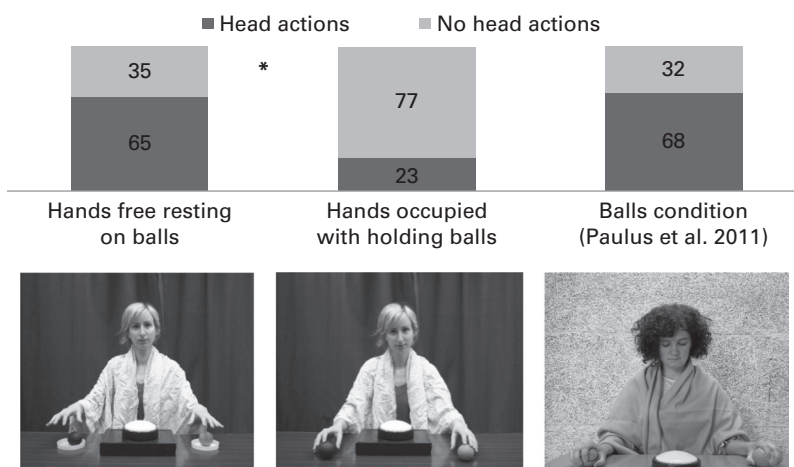 Head actions No head actions
35 * 77 32
65 23 68
Hands free resting
on balls
Hands occupied
with holding balls
Balls condition
(Paulus et al. 2011)